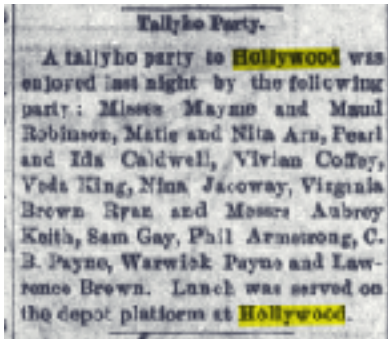 Tallyho Party.
A tallyho party to Hollywood was
enjoyed last night by the following
party: Misses Mayme and Maud
Robinson, Matie and Nita Arn, Pearl
and Ida Caldwell, Vivian Coffey,
Veda King, Nina Jacoway, Virginia
Brown Ryan and Messrs Aubrey
Keith, Sam Gay, Phil Armstrong, C.
B. Payne, Warwick Payne and Law-
rence Brown. Lunch was served on
the depot platform at Hollywood.